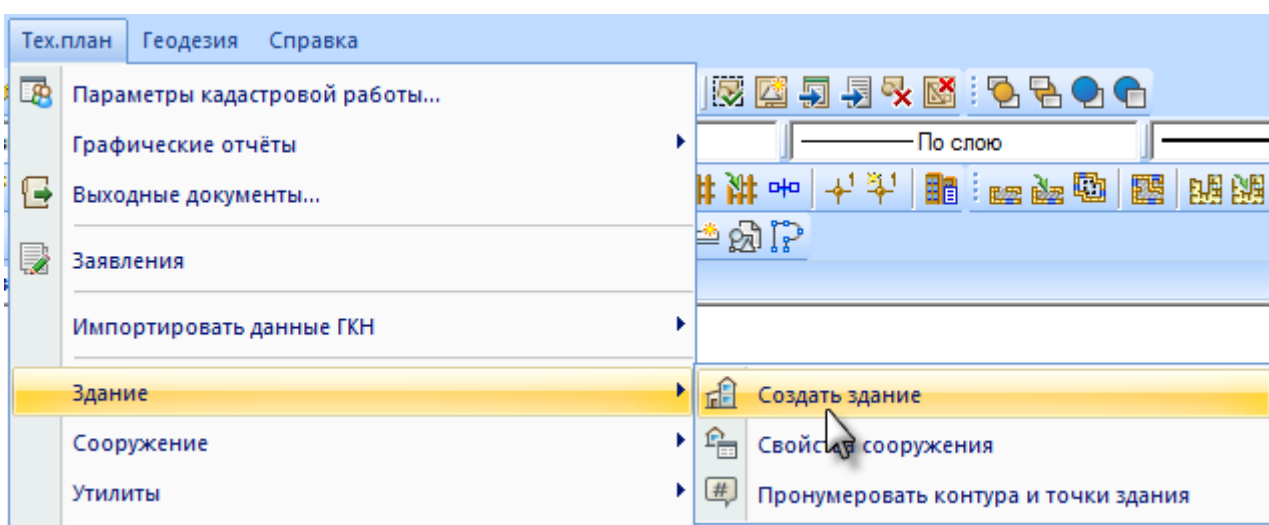 Тех.план Геодезия Справка
Параметры кадастровой работы...
Графические отчёты
По слою
Выходные документы...
Заявления
Импортировать данные ГКН
Здание
Создать здание
Сооружение
Свойства сооружения
Утилиты
Пронумеровать контура и точки здания